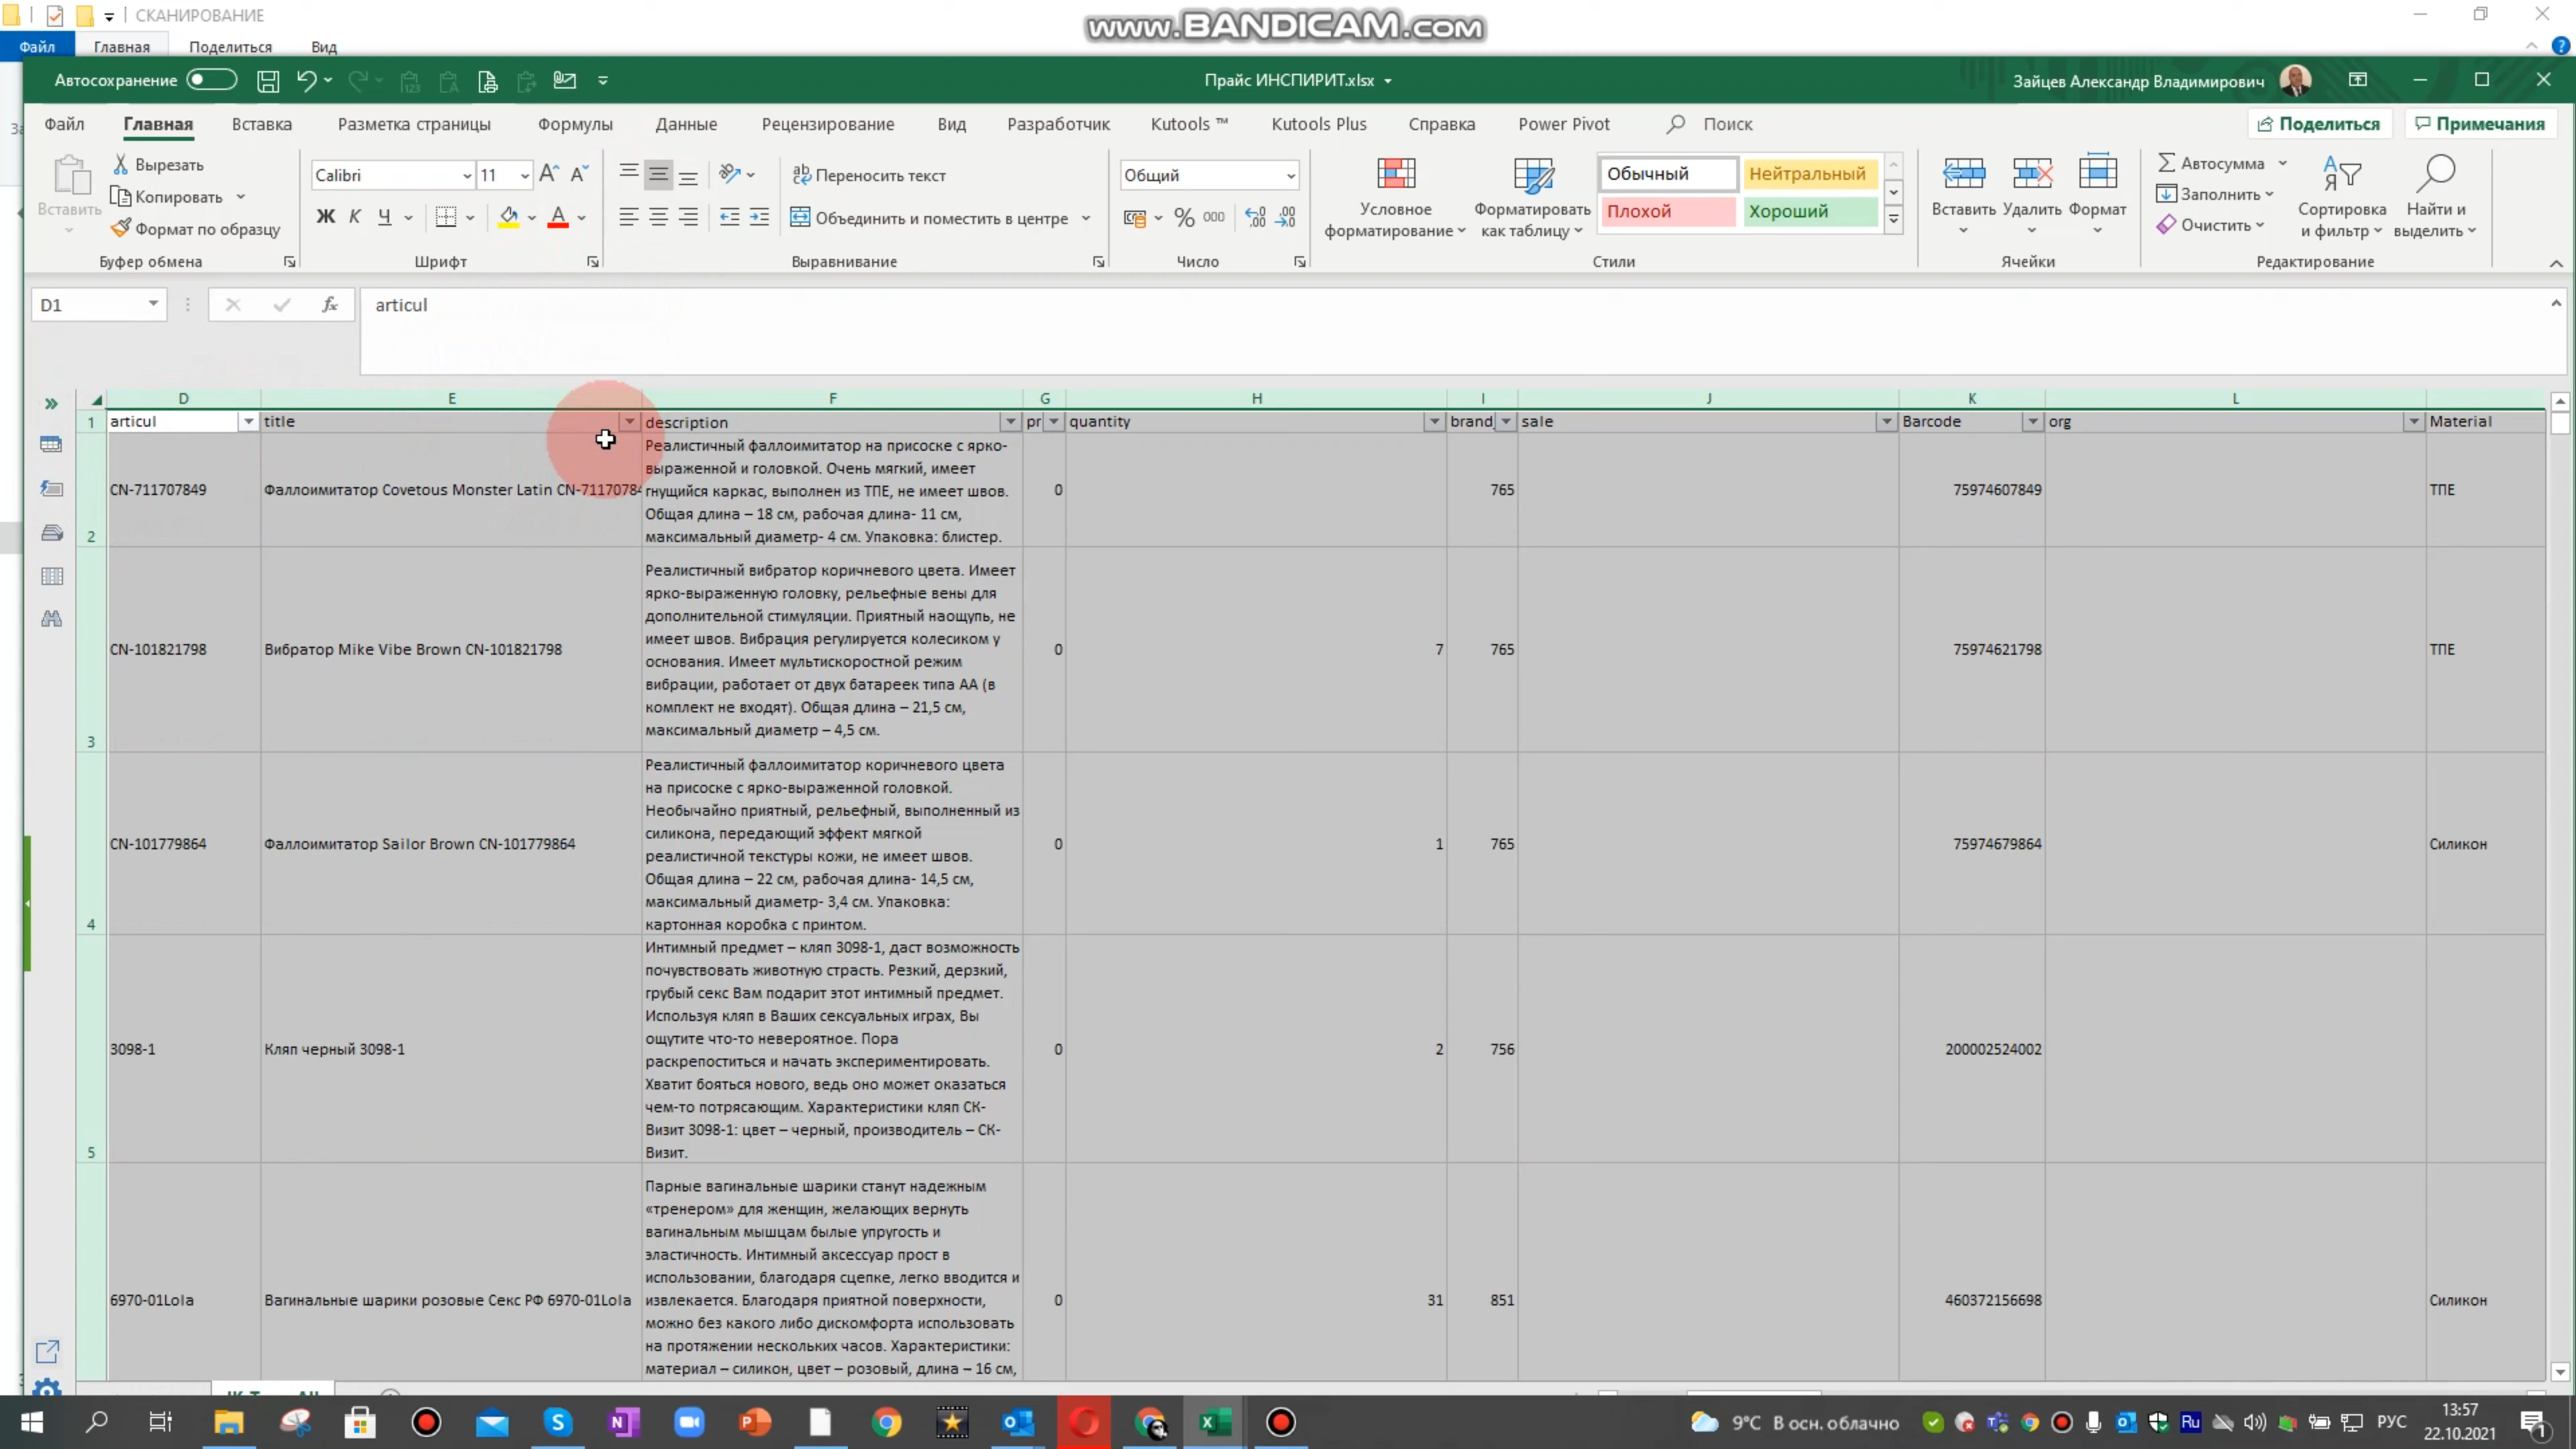 СКАНИРОВАНИЕ
www.BANDICAM.com
Файл Главная Поделиться Вид
Автосохранение Прайс ИНСПИРИТ.xlsx Зайцев Александр Владимирович
Файл Главная Вставка Разметка страницы Формулы Данные Рецензирование Вид Разработчик Kutools ™ Kutools Plus Справка Power Pivot Поиск Поделиться Примечания
Вставить Вырезать Копировать Формат по образцу
Буфер обмена
Calibri 11
Ж К Ч
Шрифт
Переносить текст
Объединить и поместить в центре
Выравнивание
Общий
% 000
Число
Условное форматирование
Форматировать как таблицу
Обычный Нейтральный
Плохой Хороший
Стили
Вставить Удалить Формат
Ячейки
Автосумма
Заполнить
Очистить
Сортировка и фильтр
Найти и выделить
Редактирование
D1 fx articul
D E F G H I J K L
1 articul title description pr quantity brand_ sale Barcode org Material
2 CN-711707849 Фаллоимитатор Covetous Monster Latin CN-7117078
Реалистичный фаллоимитатор на присоске с ярко-
выраженной и головкой. Очень мягкий, имеет
гнущийся каркас, выполнен из ТПЕ, не имеет швов.
Общая длина – 18 см, рабочая длина- 11 см,
максимальный диаметр- 4 см. Упаковка: блистер.
0 765 75974607849 ТПЕ
3 CN-101821798 Вибратор Mike Vibe Brown CN-101821798
Реалистичный вибратор коричневого цвета. Имеет
ярко-выраженную головку, рельефные вены для
дополнительной стимуляции. Приятный наощупь, не
имеет швов. Вибрация регулируется колесиком у
основания. Имеет мультискоростной режим
вибрации, работает от двух батареек типа АА (в
комплект не входят). Общая длина – 21,5 см,
максимальный диаметр – 4,5 см.
0 7 765 75974621798 ТПЕ
4 CN-101779864 Фаллоимитатор Sailor Brown CN-101779864
Реалистичный фаллоимитатор коричневого цвета
на присоске с ярко-выраженной головкой.
Необычайно приятный, рельефный, выполненный из
силикона, передающий эффект мягкой
реалистичной текстуры кожи, не имеет швов.
Общая длина – 22 см, рабочая длина- 14,5 см,
максимальный диаметр- 3,4 см. Упаковка:
картонная коробка с принтом.
0 1 765 75974679864 Силикон
5 3098-1 Кляп черный 3098-1
Интимный предмет – кляп 3098-1, даст возможность
почувствовать животную страсть. Резкий, дерзкий,
грубый секс Вам подарит этот интимный предмет.
Используя кляп в Ваших сексуальных играх, Вы
ощутите что-то невероятное. Пора
раскрепоститься и начать экспериментировать.
Хватит бояться нового, ведь оно может оказаться
чем-то потрясающим. Характеристики кляп СК-
Визит 3098-1: цвет – черный, производитель – СК-
Визит.
0 2 756 200002524002
6970-01Lola Вагинальные шарики розовые Секс РФ 6970-01Lola
Парные вагинальные шарики станут надежным
«тренером» для женщин, желающих вернуть
вагинальным мышцам былые упругость и
эластичность. Интимный аксессуар прост в
использовании, благодаря сцепке, легко вводится и
извлекается. Благодаря приятной поверхности,
можно без какого либо дискомфорта использовать
на протяжении нескольких часов. Характеристики:
материал – силикон, цвет – розовый, длина – 16 см,
0 31 851 460372156698 Силикон
9°C В осн. облачно Ru РУС 13:57
22.10.2021